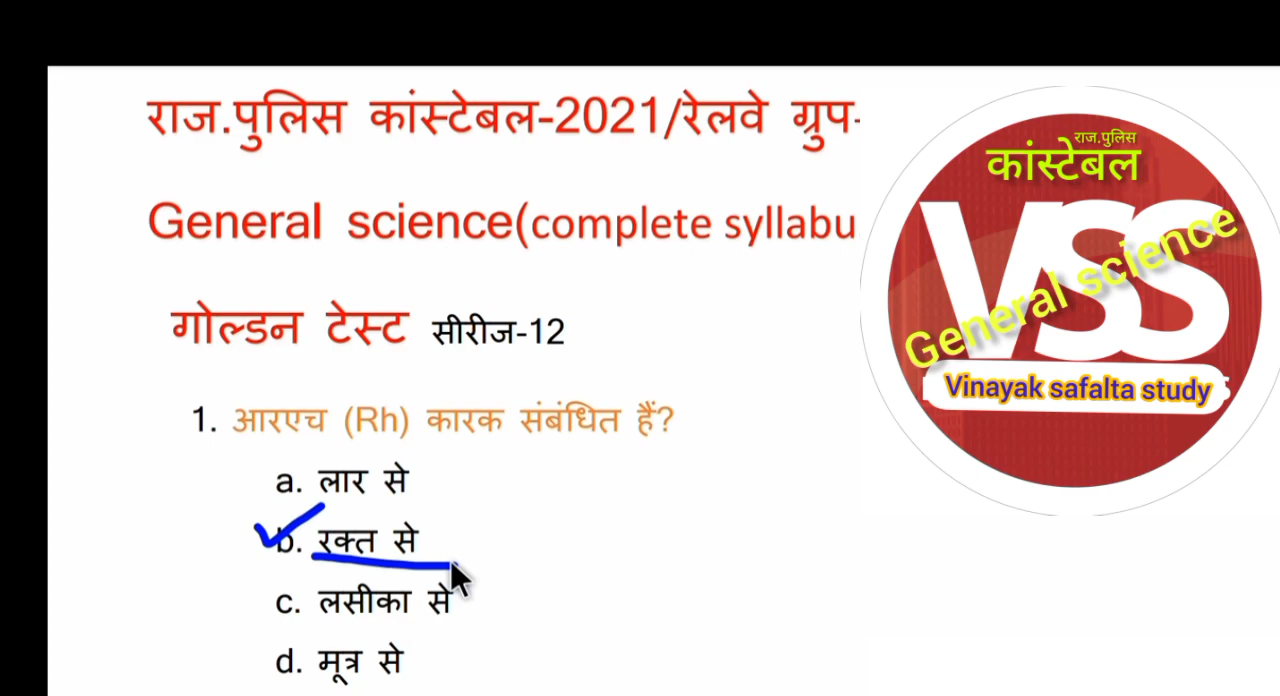 राज.पुलिस कांस्टेबल-2021/रेलवे ग्रुप-
General science(complete syllabu
गोल्डन टेस्ट सीरीज-12
1. आरएच (Rh) कारक संबंधित हैं?
a. लार से
b. रक्त से
c. लसीका से
d. मूत्र से
राज.पुलिस
कांस्टेबल
VSS
General science
Vinayak safalta study